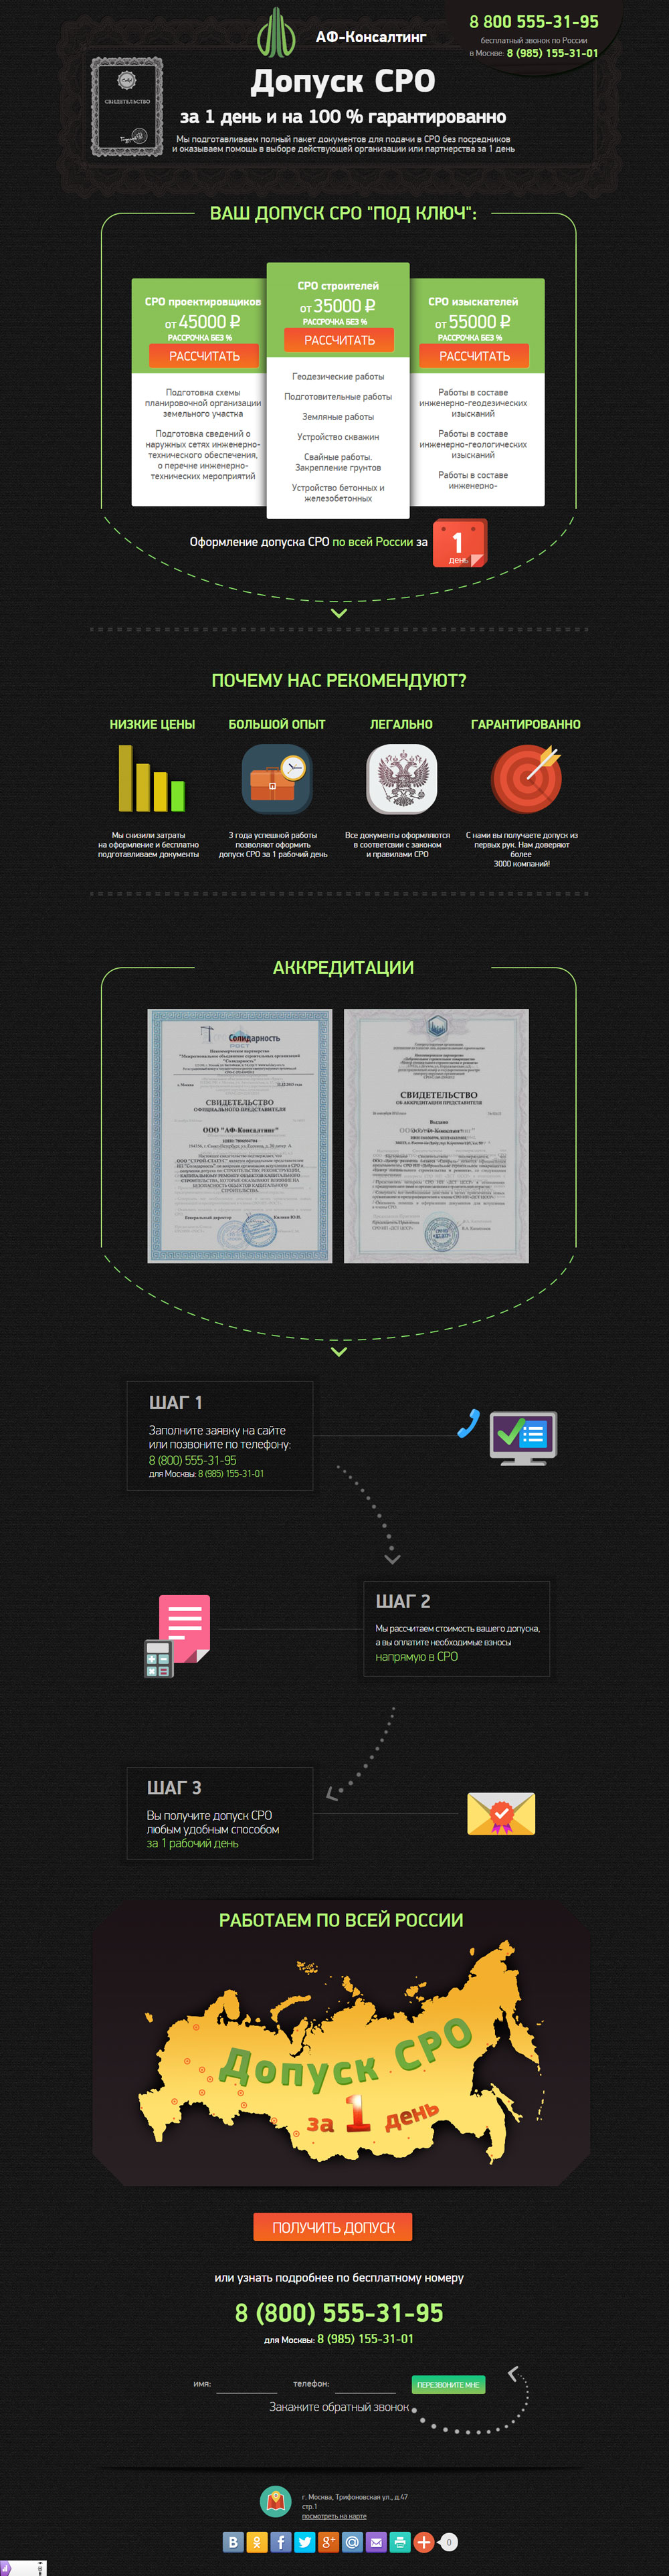 АФ-Консалтинг
8 800 555-31-95
бесплатный звонок по России
в Москве: 8 (985) 155-31-01
СВИДЕТЕЛЬСТВО
Допуск СРО
за 1 день и на 100 % гарантированно
Мы подготавливаем полный пакет документов для подачи в СРО без посредников
и оказываем помощь в выборе действующей организации или партнерства за 1 день
ВАШ ДОПУСК СРО "ПОД КЛЮЧ":
СРО проектировщиков
от 45000 ₽
РАССРОЧКА БЕЗ %
РАССЧИТАТЬ
Подготовка схемы
планировочной организации
земельного участка
Подготовка сведений о
наружных сетях инженерно-
технического обеспечения,
о перечне инженерно-
технических мероприятий
СРО строителей
от 35000 ₽
РАССРОЧКА БЕЗ %
РАССЧИТАТЬ
Геодезические работы
Подготовительные работы
Земляные работы
Устройство скважин
Свайные работы.
Закрепление грунтов
Устройство бетонных и
железобетонных
СРО изыскателей
от 55000 ₽
РАССРОЧКА БЕЗ %
РАССЧИТАТЬ
Работы в составе
инженерно-геодезических
изысканий
Работы в составе
инженерно-геологических
изысканий
Работы в составе
инженерно-
Оформление допуска СРО по всей России за
1
день
ПОЧЕМУ НАС РЕКОМЕНДУЮТ?
НИЗКИЕ ЦЕНЫ
Мы снизили затраты
на оформление и бесплатно
подготавливаем документы
БОЛЬШОЙ ОПЫТ
3 года успешной работы
позволяют оформить
допуск СРО за 1 рабочий день
ЛЕГАЛЬНО
Все документы оформляются
в соответсвии с законом
и правилами СРО
ГАРАНТИРОВАННО
С нами вы получаете допуск из
первых рук. Нам доверяют
более
3000 компаний!
АККРЕДИТАЦИИ
Солидарность
СВИДЕТЕЛЬСТВО
ОФИЦИАЛЬНОГО ПРЕДСТАВИТЕЛЯ
ООО "АФ-Консалтинг"
СВИДЕТЕЛЬСТВО
ОБ АККРЕДИТАЦИИ ПРЕДСТАВИТЕЛЯ
ШАГ 1
Заполните заявку на сайте
или позвоните по телефону:
8 (800) 555-31-95
для Москвы: 8 (985) 155-31-01
ШАГ 2
Мы рассчитаем стоимость вашего допуска,
а вы оплатите необходимые взносы
напрямую в СРО
ШАГ 3
Вы получите допуск СРО
любым удобным способом
за 1 рабочий день
РАБОТАЕМ ПО ВСЕЙ РОССИИ
Допуск СРО
за 1 день
ПОЛУЧИТЬ ДОПУСК
или узнать подробнее по бесплатному номеру
8 (800) 555-31-95
для Москвы: 8 (985) 155-31-01
имя:
телефон:
ПЕРЕЗВОНИТЕ МНЕ
Закажите обратный звонок
г. Москва, Трифоновская ул., д.47
стр.1
посмотреть на карте
0